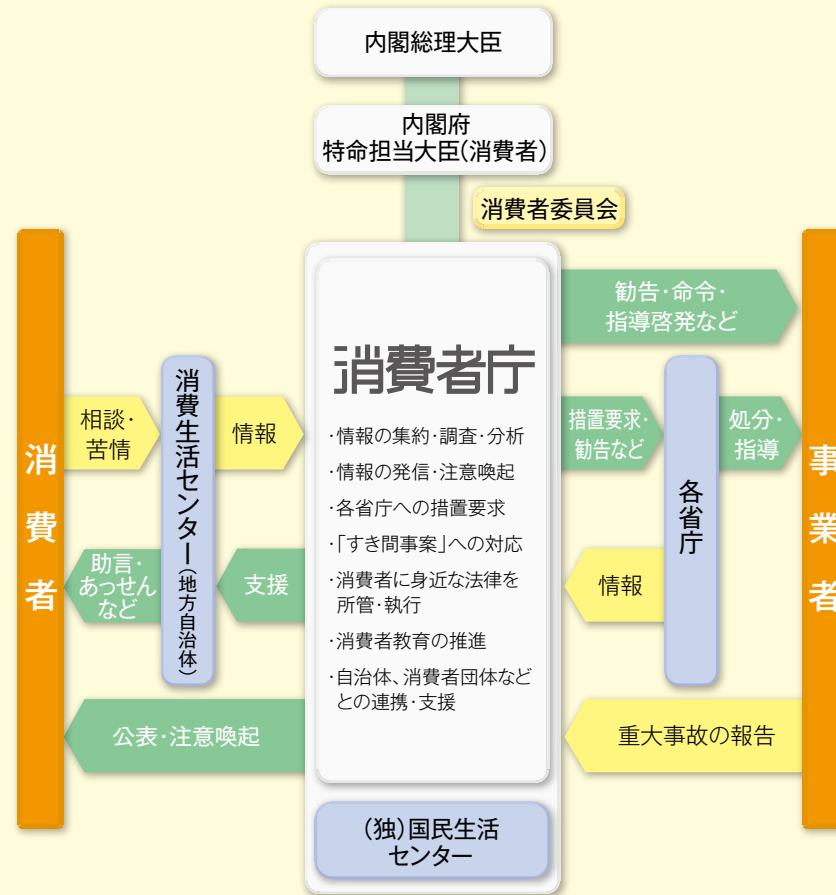 内閣総理大臣
内閣府
特命担当大臣(消費者)
消費者委員会
消費者
相談・
苦情
助言・
あっせん
など
消費生活センター(地方自治体)
情報
支援
公表・注意喚起
消費者庁
・情報の集約・調査・分析
・情報の発信・注意喚起
・各省庁への措置要求
・「すき間事案」への対応
・消費者に身近な法律を
所管・執行
・消費者教育の推進
・自治体、消費者団体など
との連携・支援
(独)国民生活
センター
勧告・命令・
指導啓発など
措置要求・
勧告など
情報
各省庁
処分・
指導
重大事故の報告
事業者